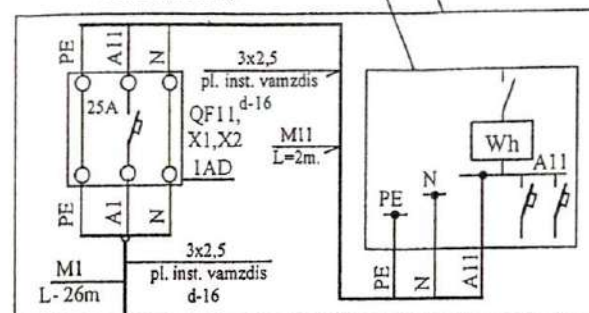 PE
A11
N
25A
QF11,
X1,X2
1AD
PE
A1
N
M1
L-26m
3x2,5
pl. inst. vamzdis
d-16
3x2,5
pl. inst. vamzdis
d-16
M11
L=2m.
Wh
A11
PE
N
PE
N
A11